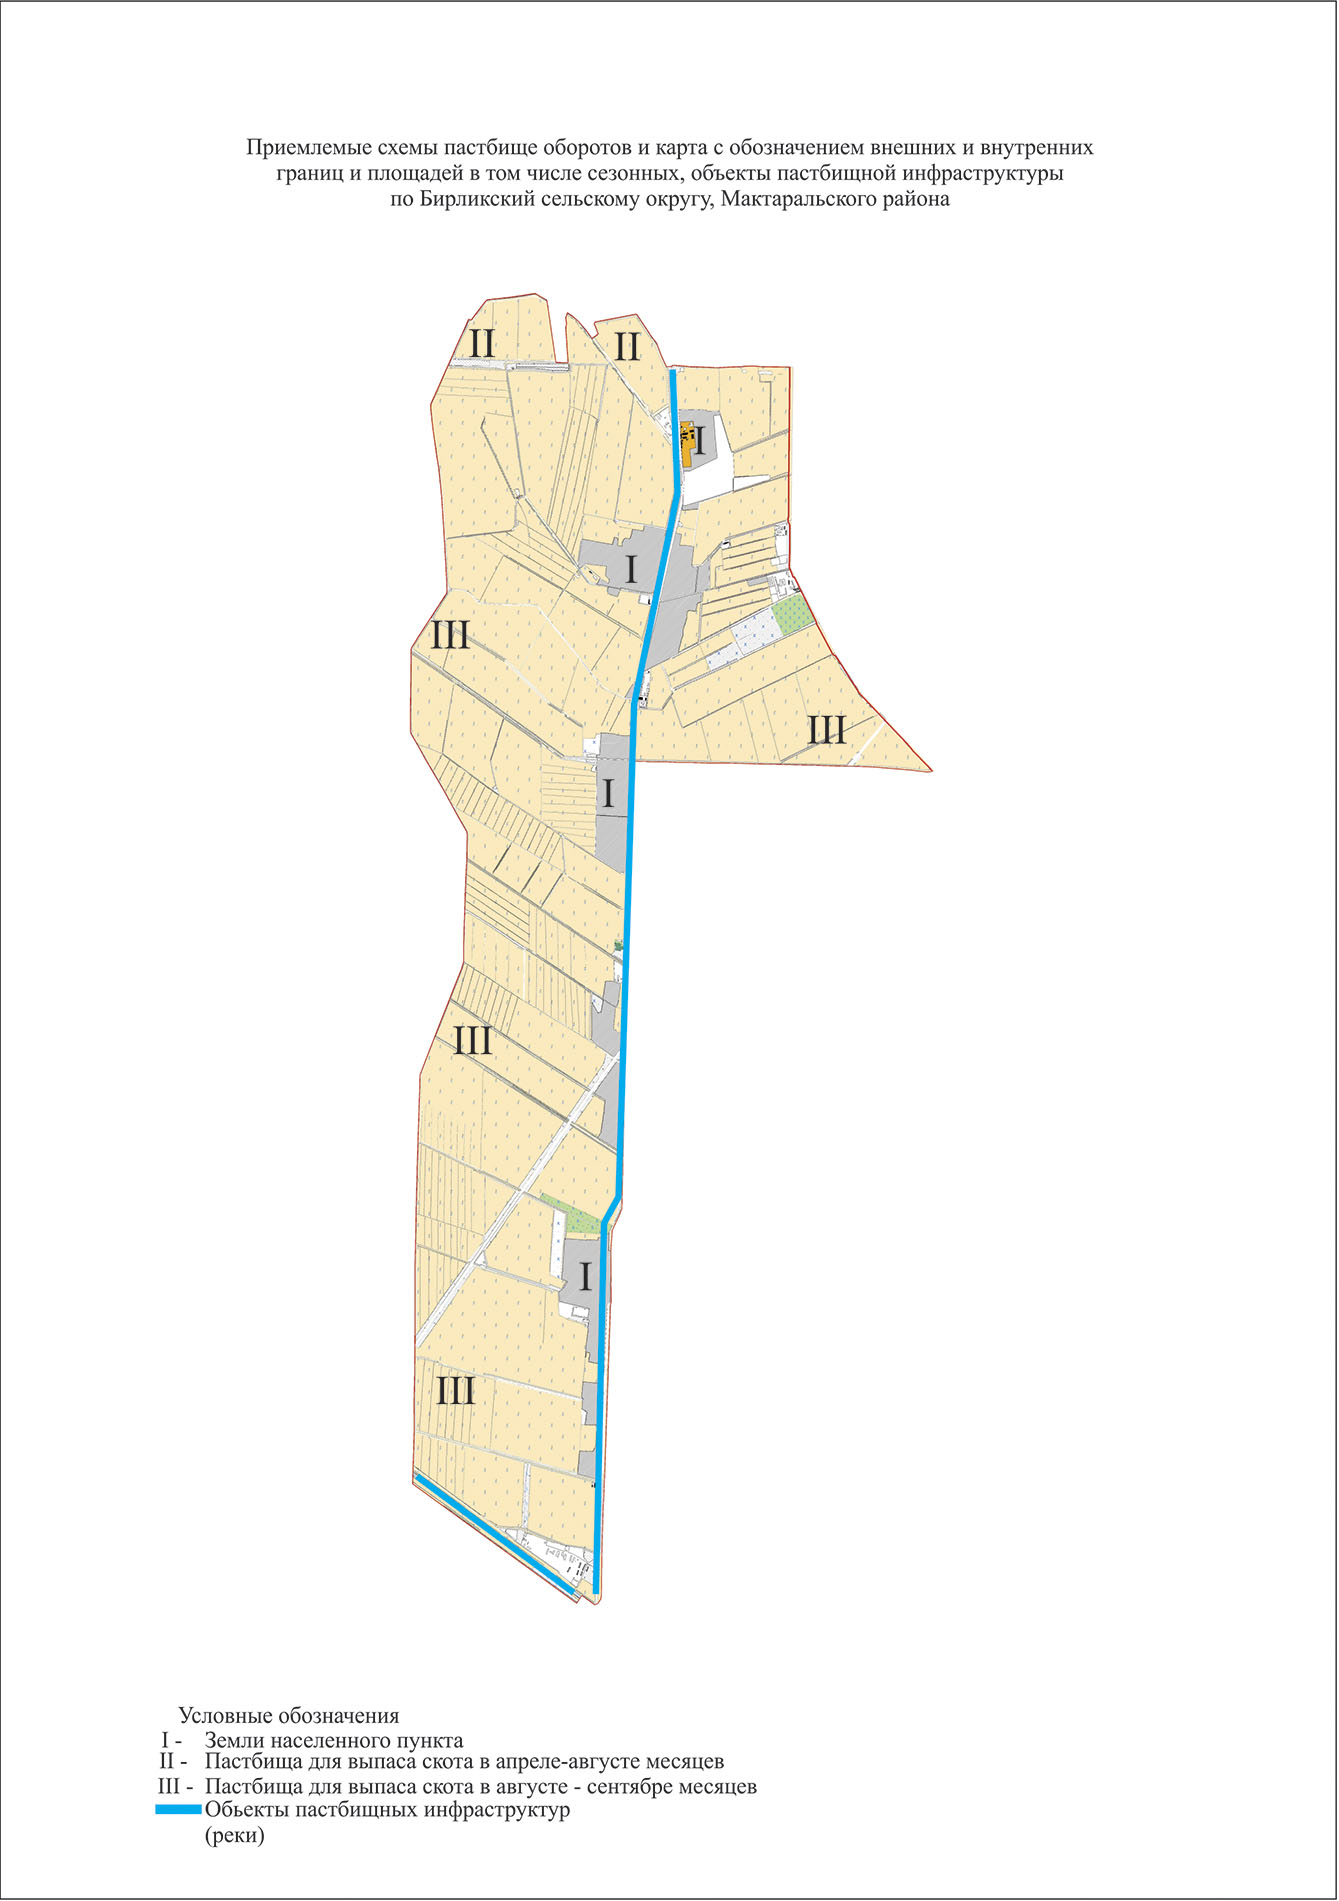 Приемлемые схемы пастбище оборотов и карта с обозначением внешних и внутренних
границ и площадей в том числе сезонных, объекты пастбищной инфраструктуры
по Бирликский сельскому округу, Мактаральского района
II
II
I
I
III
III
I
III
I
III
Условные обозначения
I - Земли населенного пункта
II - Пастбища для выпаса скота в апреле-августе месяцев
III - Пастбища для выпаса скота в августе - сентябре месяцев
Обьекты пастбищных инфраструктур
(реки)